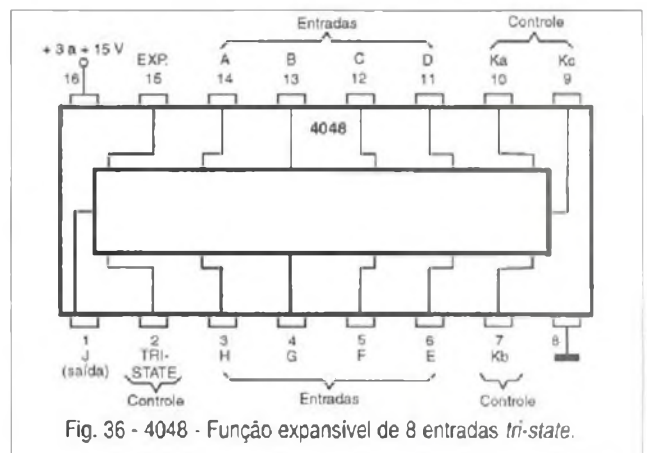 Entradas
Controle
+ 3 a + 15 V
EXP. A B C D Ka Kc
16 15 14 13 12 11 10 9
4048
1 2 3 4 5 6 7 8
J TRI- H G F E Kb
(saída) STATE
Controle Entradas Controle
Fig. 36 - 4048 - Função expansível de 8 entradas tri-state.